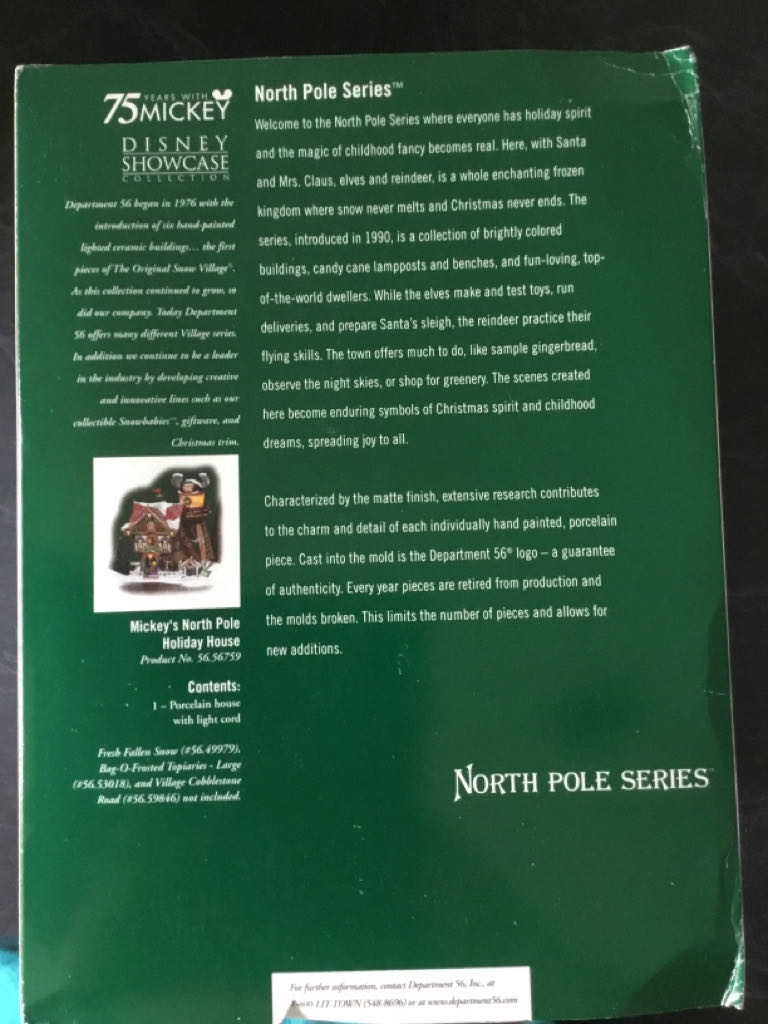 75 YEARS WITH
MICKEY
DISNEY
SHOWCASE
COLLECTION
Department 56 began in 1976 with the
introduction of six hand-painted
lighted ceramic buildings... the first
pieces of The Original Snow Village®.
As this collection continued to grow, so
did our company. Today Department
56 offers many different Village series.
In addition we continue to be a leader
in the industry by developing creative
and innovative lines such as our
collectible Snowbabies™, giftware, and
Christmas trim.
Mickey's North Pole
Holiday House
Product No. 56.56759
Contents:
1 – Porcelain house
with light cord
Fresh Fallen Snow (#56.49979),
Bag-O-Frosted Topiaries - Large
(#56.53018), and Village Cobblestone
Road (#56.59846) not included.
North Pole Series™
Welcome to the North Pole Series where everyone has holiday spirit
and the magic of childhood fancy becomes real. Here, with Santa
and Mrs. Claus, elves and reindeer, is a whole enchanting frozen
kingdom where snow never melts and Christmas never ends. The
series, introduced in 1990, is a collection of brightly colored
buildings, candy cane lampposts and benches, and fun-loving, top-
of-the-world dwellers. While the elves make and test toys, run
deliveries, and prepare Santa's sleigh, the reindeer practice their
flying skills. The town offers much to do, like sample gingerbread,
observe the night skies, or shop for greenery. The scenes created
here become enduring symbols of Christmas spirit and childhood
dreams, spreading joy to all.
Characterized by the matte finish, extensive research contributes
to the charm and detail of each individually hand painted, porcelain
piece. Cast into the mold is the Department 56® logo – a guarantee
of authenticity. Every year pieces are retired from production and
the molds broken. This limits the number of pieces and allows for
new additions.
NORTH POLE SERIES™
For further information, contact Department 56, Inc., at
LIT-TOWN (548-8696) or at www.department56.com